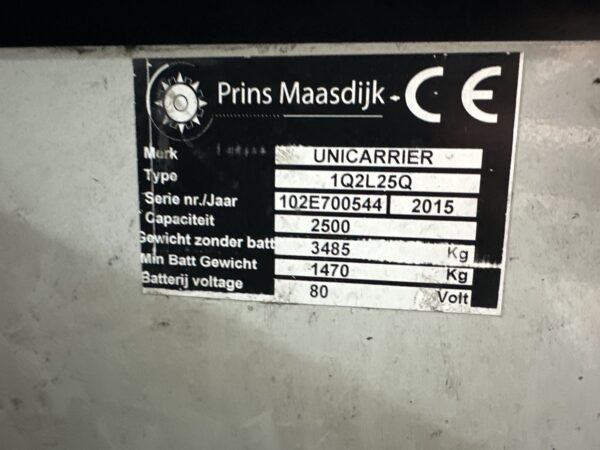 Prins Maasdijk CE
Merk UNICARRIER
Type 1Q2L25Q
Serie nr./Jaar 102E700544 2015
Capaciteit 2500
Gewicht zonder batt 3485 Kg
Min Batt Gewicht 1470 Kg
Batterij voltage 80 Volt